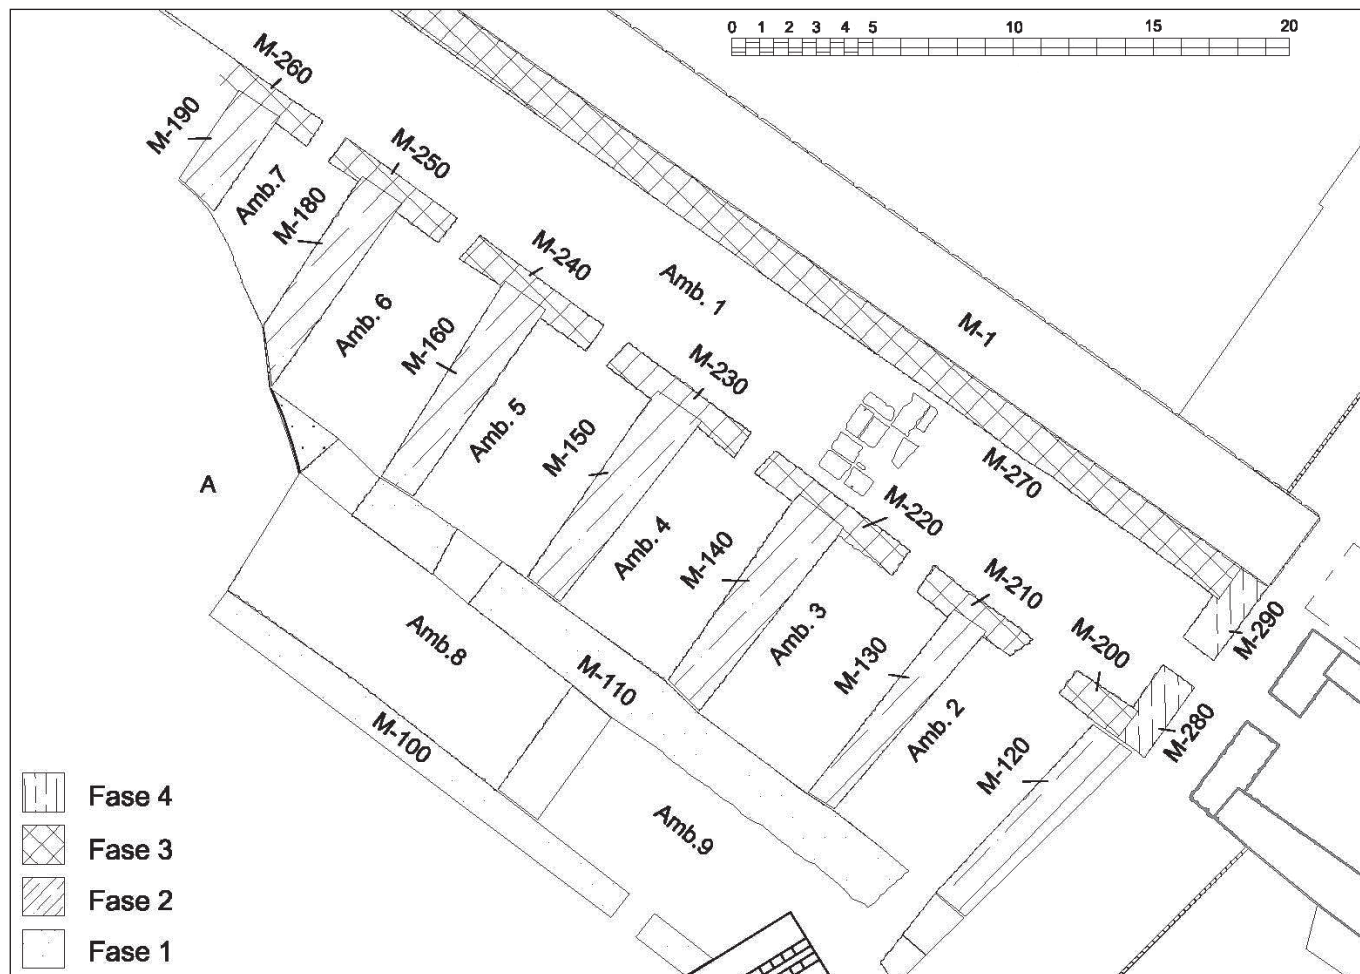 0 1 2 3 4 5 10 15 20
M-260
M-190
M-250
Amb.7
M-180
M-240
Amb. 1
Amb. 6
M-160
M-1
M-230
Amb. 5
M-150
M-270
A
M-220
Amb. 4
M-140
M-210
Amb. 3
M-130
M-200
M-290
Amb.8
M-110
Amb. 2
M-280
M-100
M-120
Amb.9
Fase 4
Fase 3
Fase 2
Fase 1